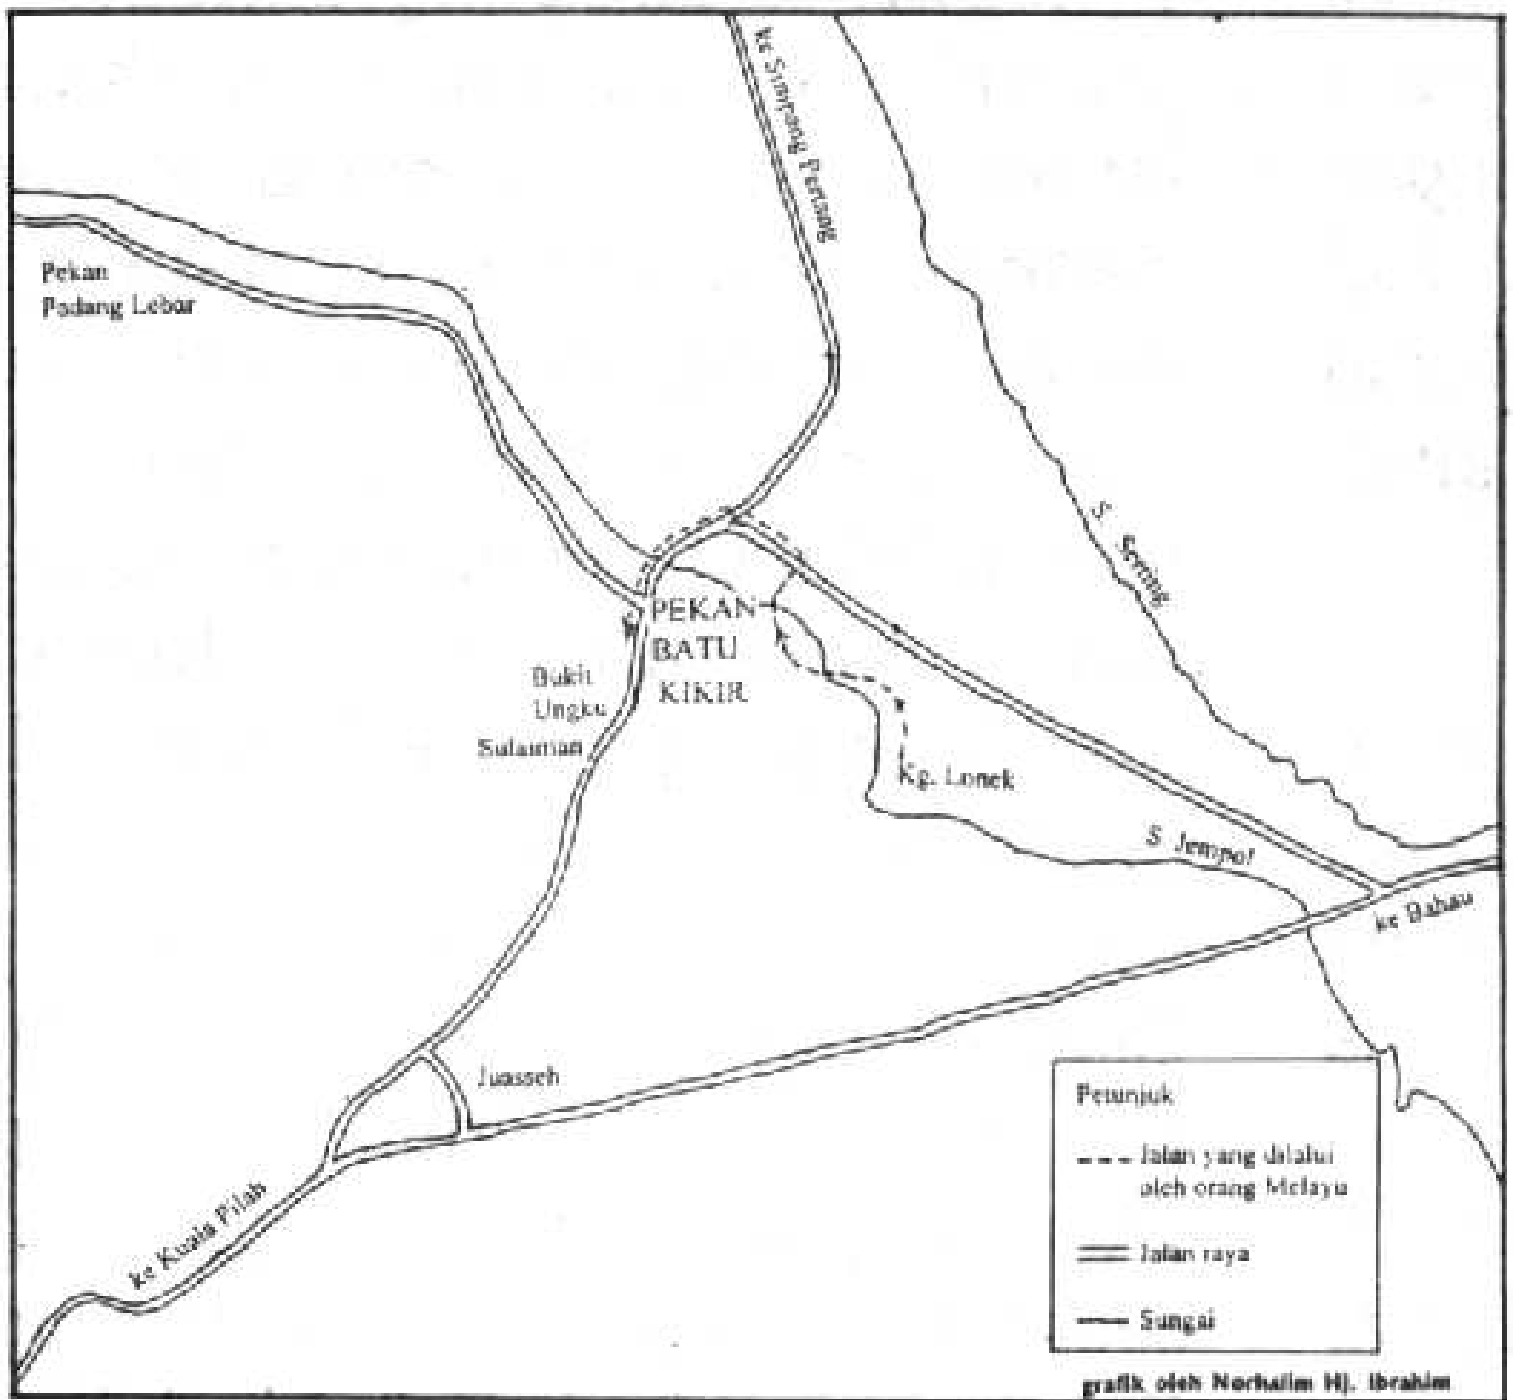 ke Simpang Pertang
Pekan
Padang Lebar
S. Serting
PEKAN
BATU
KIKIR
Bukit
Ungku
Sulaiman
Kg. Lonek
S Jempol
ke Bahau
Juasseh
ke Kuala Pilah
Petunjuk
Jalan yang dilalui
oleh orang Melayu
Jalan raya
Sungai
grafik oleh Norhalim Hj. Ibrahim